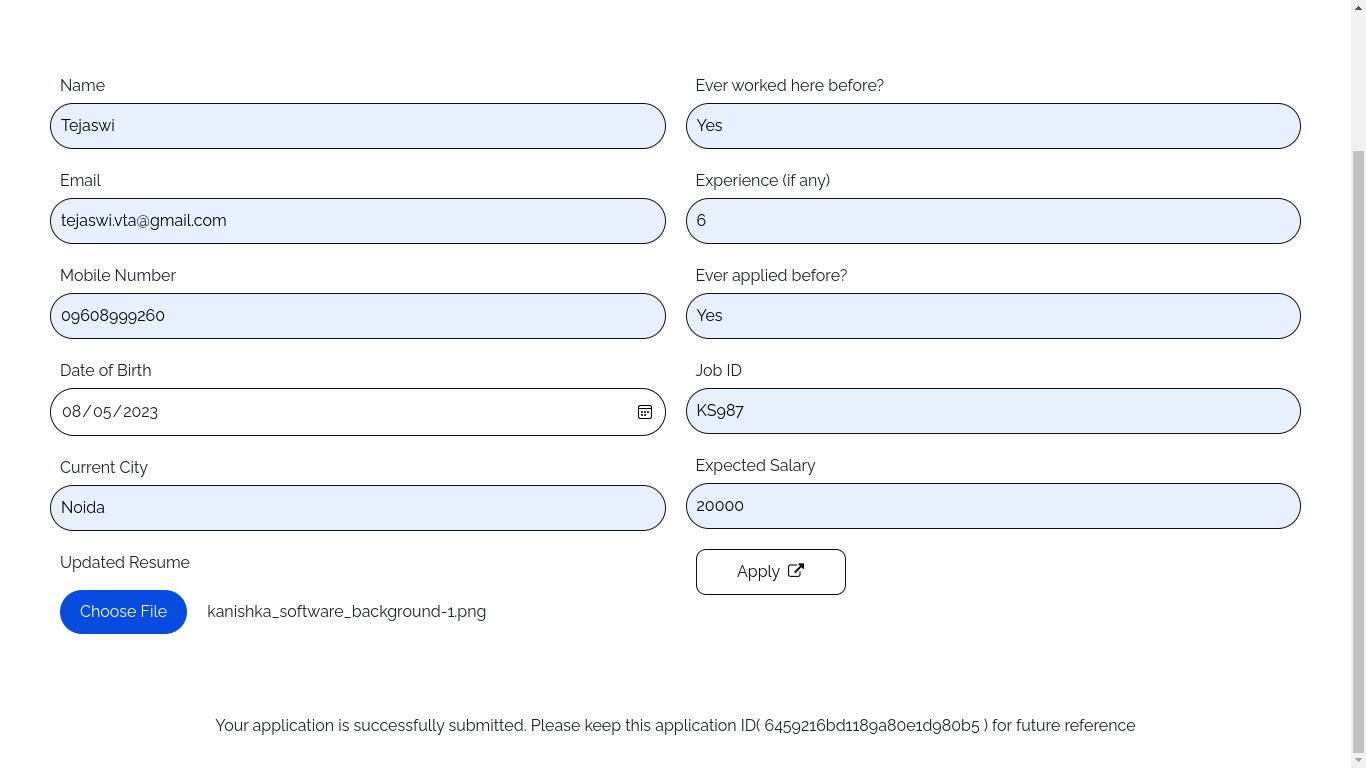 Name
Tejaswi
Email
tejaswi.vta@gmail.com
Mobile Number
09608999260
Date of Birth
08/05/2023
Current City
Noida
Updated Resume
Choose File kanishka_software_background-1.png
Ever worked here before?
Yes
Experience (if any)
6
Ever applied before?
Yes
Job ID
KS987
Expected Salary
20000
Apply
Your application is successfully submitted. Please keep this application ID( 6459216bd1189a80e1d980b5 ) for future reference